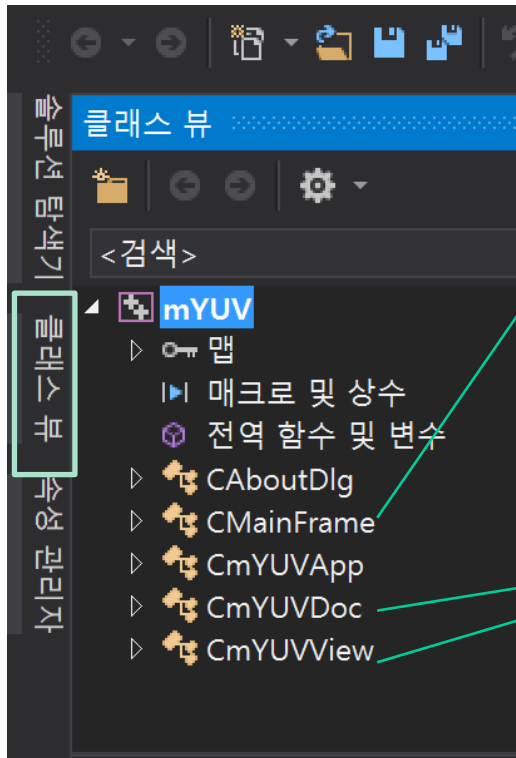 클래스 뷰
<검색>
mYUV
맵
매크로 및 상수
전역 함수 및 변수
CAboutDlg
CMainFrame
CmYUVApp
CmYUVDoc
CmYUVView
솔루션 탐색기
클래스 뷰
속성 관리자